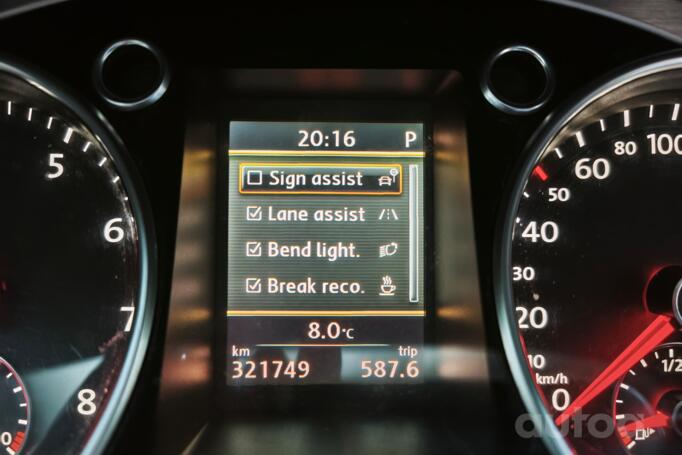 20:16 P
Sign assist
Lane assist
Bend light.
Break reco.
8.0°C
km trip
321749 587.6
5
6
7
8
0
100
80
60
50
40
30
20
10
km/h
0
1/2